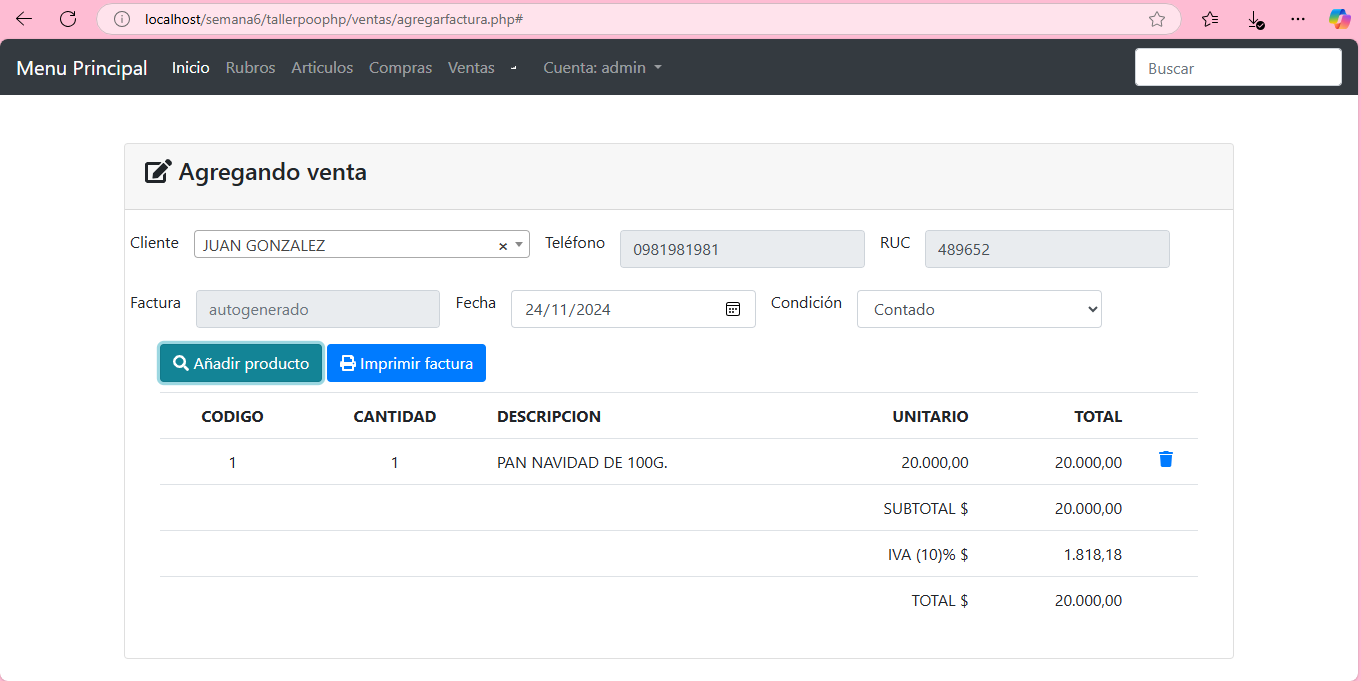 localhost/semana6/tallerpoophp/ventas/agregarfactura.php#
Menu Principal Inicio Rubros Articulos Compras Ventas Cuenta: admin Buscar
Agregando venta
Cliente JUAN GONZALEZ × Teléfono 0981981981 RUC 489652
Factura autogenerado Fecha 24/11/2024 Condición Contado
Añadir producto Imprimir factura
CODIGO CANTIDAD DESCRIPCION UNITARIO TOTAL
1 1 PAN NAVIDAD DE 100G. 20.000,00 20.000,00
SUBTOTAL $ 20.000,00
IVA (10)% $ 1.818,18
TOTAL $ 20.000,00